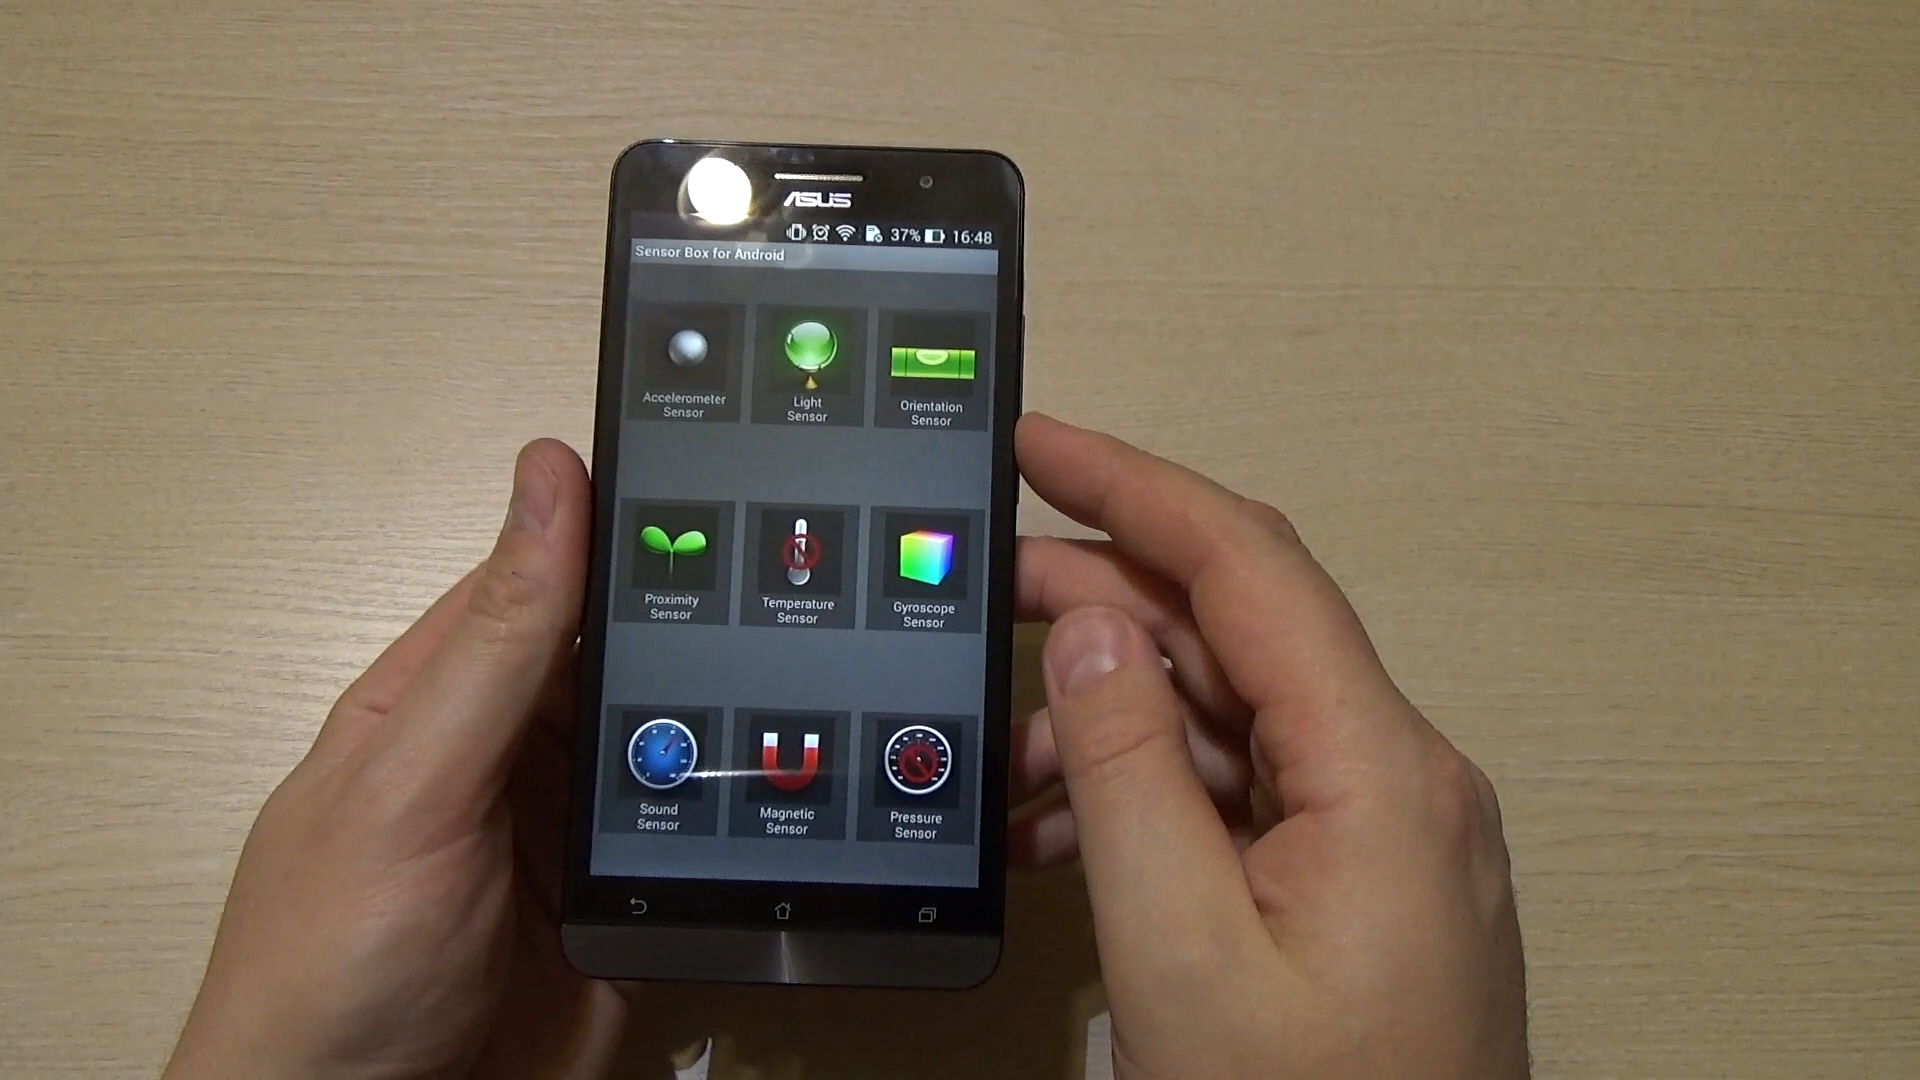 ASUS
37% 16:48
Sensor Box for Android
Accelerometer
Sensor
Light
Sensor
Orientation
Sensor
Proximity
Sensor
Temperature
Sensor
Gyroscope
Sensor
Sound
Sensor
Magnetic
Sensor
Pressure
Sensor